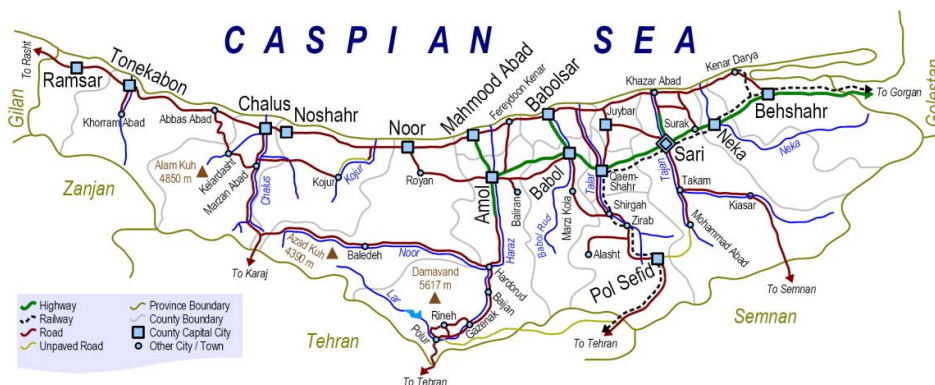 CASPIAN SEA
To Rasht
Ramsar
Tonekabon
Gilan
Khorram Abad
Abbas Abad
Chalus
Noshahr
Noor
Mahmood Abad
Fereydoon Kenar
Babolsar
Khazar Abad
Kenar Darya
To Gorgan
Golestan
Behshahr
Juybar
Surak
Sari
Neka
Neka
Alam Kuh
4850 m
Kelardasht
Marzan Abad
Chalus
Kojur
Kojur
Royan
Amol
Bairane
Babol
Talar
Qaem-
Shahr
Tajan
Takam
Kiasar
Zanjan
Marzi Kola
Shirgah
Zirab
Mohammad Abad
Haraz
Babol Rud
Alasht
Pol Sefid
To Karaj
Azad Kuh
4390 m
Baledeh
Noor
Hardorud
Baijan
Damavand
5617 m
Lar
Rineh
Gazenak
Polur
To Semnan
Semnan
Tehran
To Tehran
To Tehran
Highway
Railway
Road
Unpaved Road
Province Boundary
County Boundary
County Capital City
Other City / Town